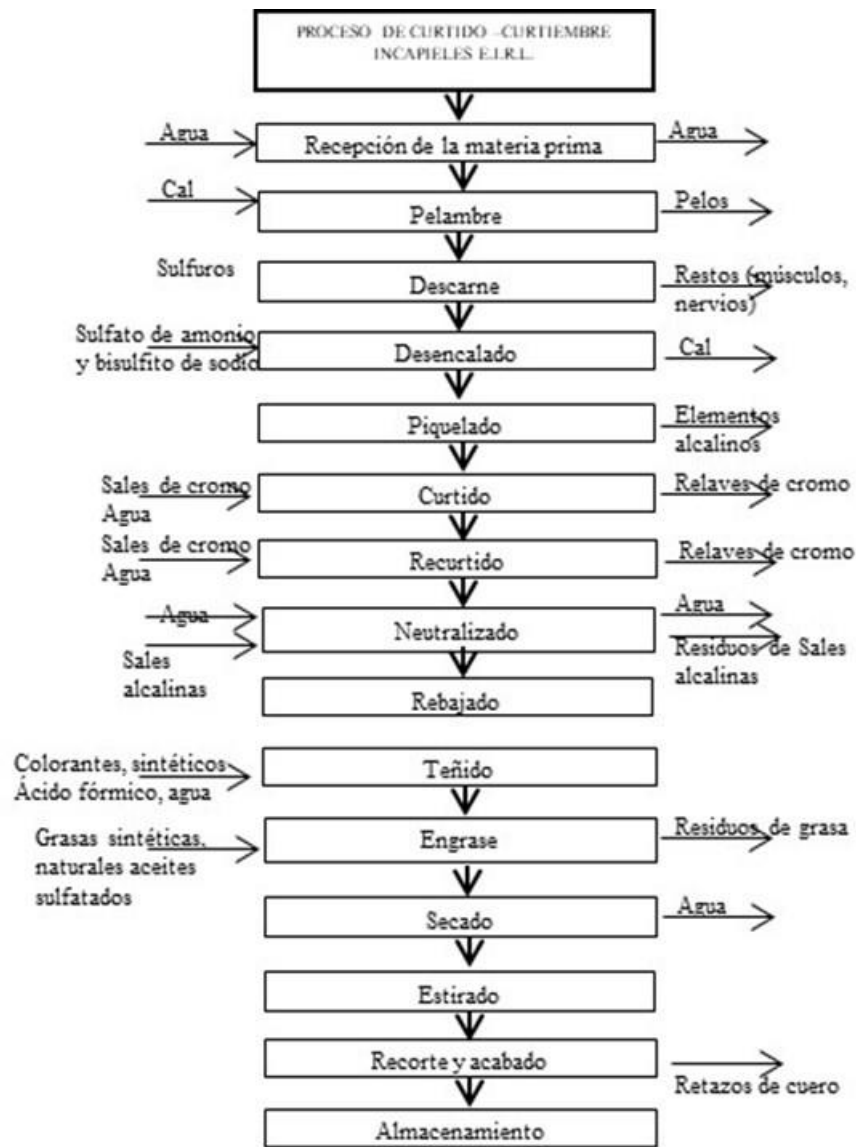 PROCESO DE CURTIDO –CURTIEMBRE
INCAPIELES E.I.R.L.
Agua
Recepción de la materia prima
Agua
Cal
Pelambre
Pelos
Sulfuros
Descarne
Restos (músculos,
nervios)
Sulfato de amonio
y bisulfito de sodio
Desencalado
Cal
Piquelado
Elementos
alcalinos
Sales de cromo
Agua
Curtido
Relaves de cromo
Sales de cromo
Agua
Recurtido
Relaves de cromo
Agua
Sales
alcalinas
Neutralizado
Agua
Residuos de Sales
alcalinas
Rebajado
Colorantes, sintéticos
Ácido fórmico, agua
Teñido
Grasas sintéticas,
naturales aceites
sulfatados
Engrase
Residuos de grasa
Secado
Agua
Estirado
Recorte y acabado
Retazos de cuero
Almacenamiento